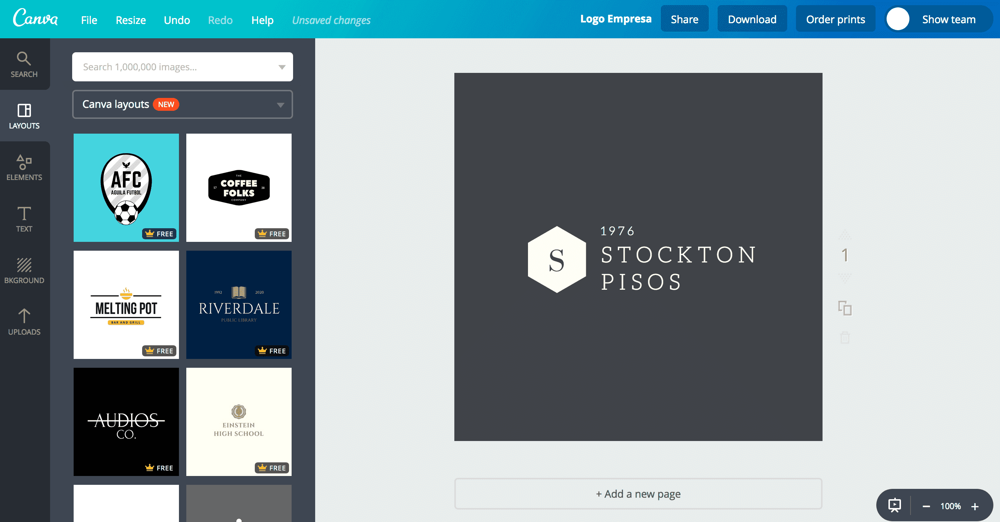 Canva
File
Resize
Undo
Redo
Help
Unsaved changes
Logo Empresa
Share
Download
Order prints
Show team
SEARCH
LAYOUTS
ELEMENTS
TEXT
BKGROUND
UPLOADS
Search 1,000,000 images...
Canva layouts NEW
AFC
AGUILA FUTBOL
FREE
THE
17 COFFEE 38
FOLKS
COMPANY
FREE
MELTING POT
BAR AND GRILL
FREE
1992 2020
RIVERDALE
PUBLIC LIBRARY
FREE
AUDIOS
CO.
FREE
EINSTEIN
HIGH SCHOOL
FREE
S
1976
STOCKTON
PISOS
1
+ Add a new page
100%